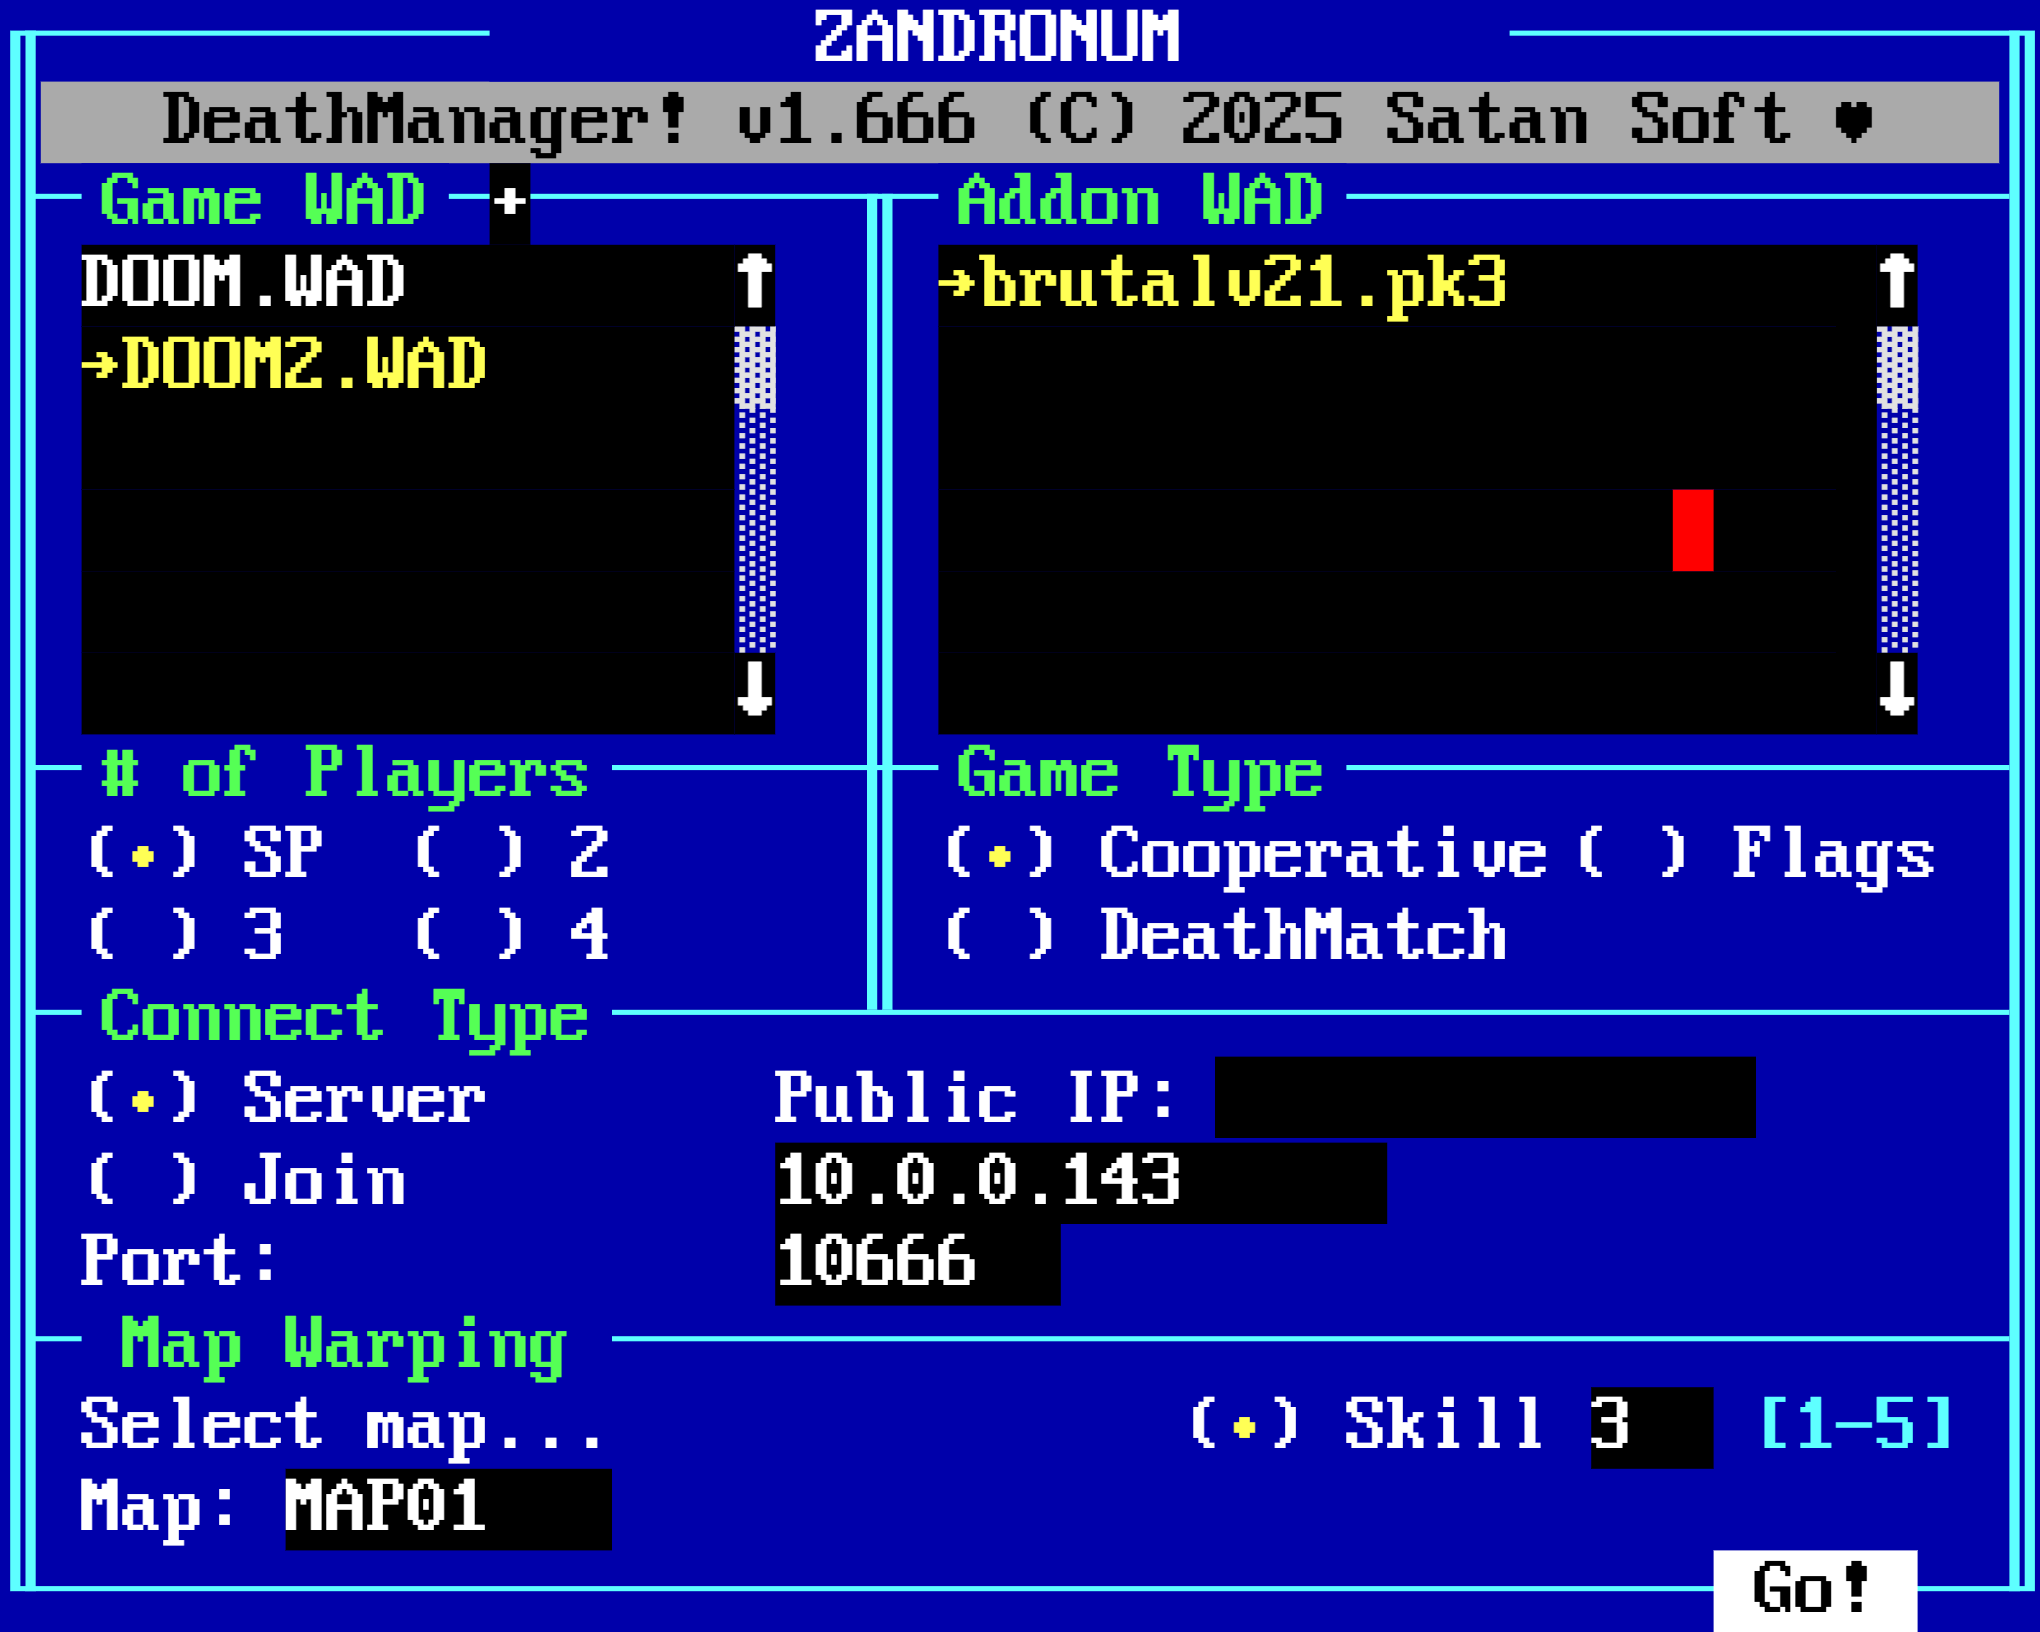 ZANDRONUM
DeathManager! v1.666 (C) 2025 Satan Soft ♥
Game WAD +
Addon WAD
DOOM.WAD ↑
→DOOM2.WAD
↓
→brutalv21.pk3 ↑
↓
# of Players
(•) SP ( ) 2
( ) 3 ( ) 4
Game Type
(•) Cooperative ( ) Flags
( ) DeathMatch
Connect Type
(•) Server Public IP:
( ) Join 10.0.0.143
Port: 10666
Map Warping
Select map... (•) Skill 3 [1-5]
Map: MAP01
Go!